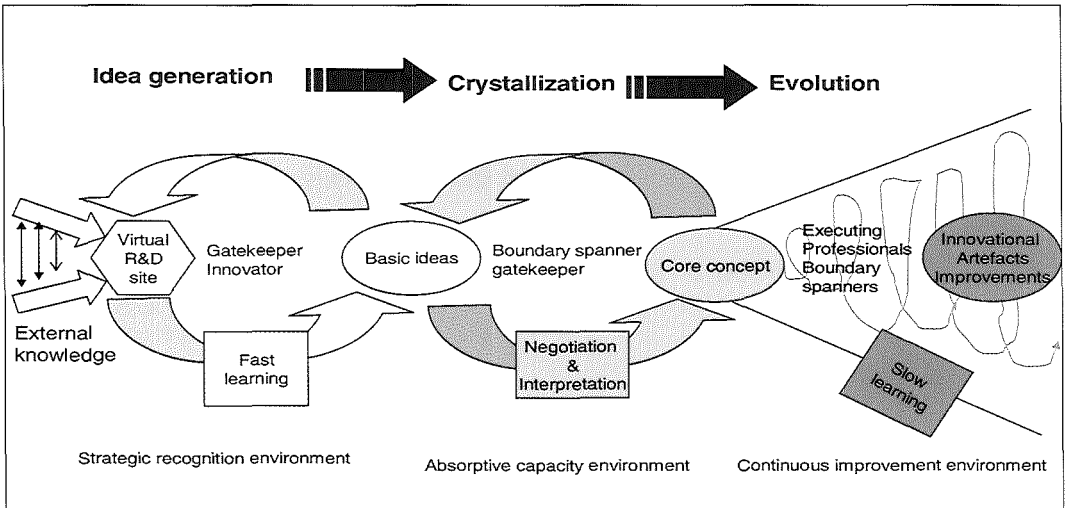 Idea generation
Crystallization
Evolution
Virtual
R&D
site
Gatekeeper
Innovator
Basic ideas
Boundary spanner
gatekeeper
Core concept
Executing
Professionals
Boundary
spanners
Innovational
Artefacts
Improvements
External
knowledge
Fast
learning
Negotiation
&
Interpretation
Slow
learning
Strategic recognition environment
Absorptive capacity environment
Continuous improvement environment